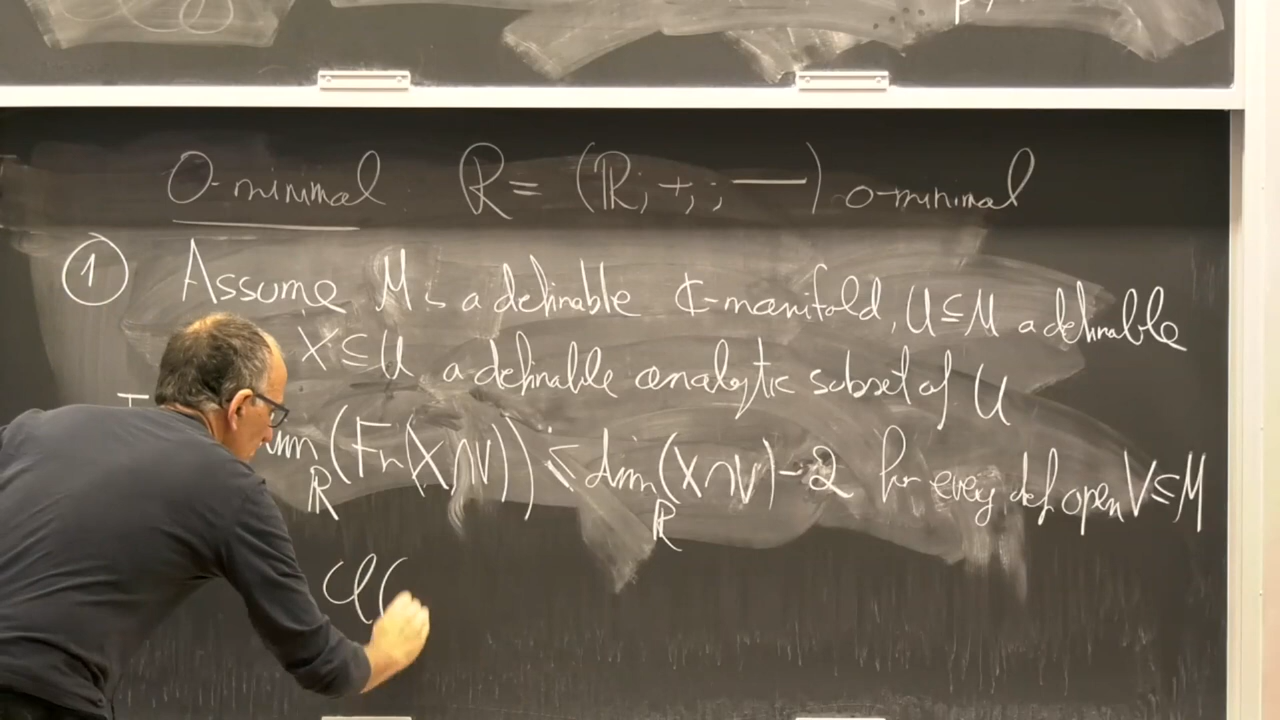 O-minimal. ℝ = (ℝ; +, ·, —) o-minimal
① Assume M is a definable ℂ-manifold, U ⊆ M a definable
X ⊆ U a definable analytic subset of U
dim_ℝ (Fr(X∩V)) ≤ dim_ℝ (X∩V) - 2 for every def open V ⊆ M
φ(